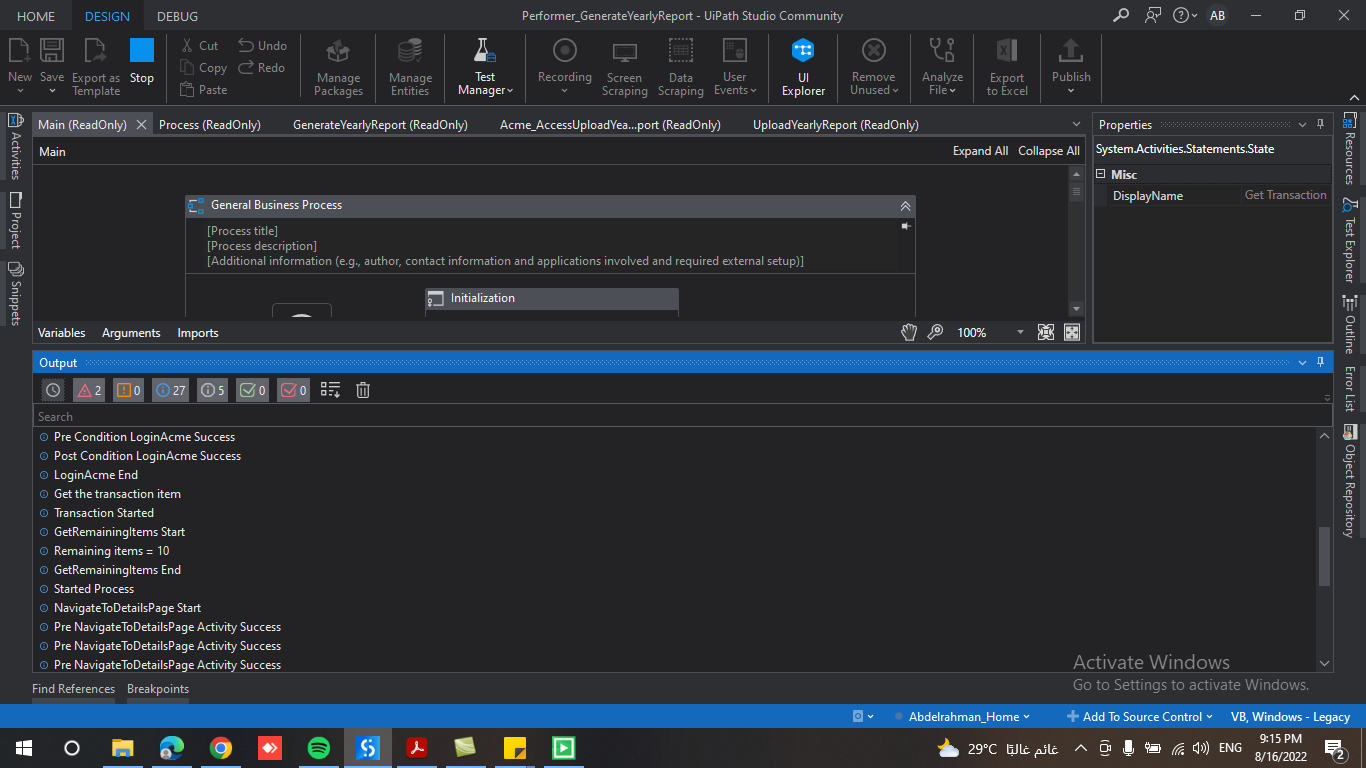 HOME DESIGN DEBUG Performer_GenerateYearlyReport - UiPath Studio Community AB
Cut Undo
Copy Redo
Paste
New Save Export as Template Stop Manage Packages Manage Entities Test Manager Recording Screen Scraping Data Scraping User Events UI Explorer Remove Unused Analyze File Export to Excel Publish
Main (ReadOnly) Process (ReadOnly) GenerateYearlyReport (ReadOnly) Acme_AccessUploadYea...port (ReadOnly) UploadYearlyReport (ReadOnly)
Activities
Project
Snippets
Main Expand All Collapse All
General Business Process
[Process title]
[Process description]
[Additional information (e.g., author, contact information and applications involved and required external setup)]
Initialization
Variables Arguments Imports 100%
Properties
System.Activities.Statements.State
Misc
DisplayName Get Transaction
Resources
Test Explorer
Outline
Error List
Object Repository
Output
2 0 27 5 0 0
Search
Pre Condition LoginAcme Success
Post Condition LoginAcme Success
LoginAcme End
Get the transaction item
Transaction Started
GetRemainingItems Start
Remaining items = 10
GetRemainingItems End
Started Process
NavigateToDetailsPage Start
Pre NavigateToDetailsPage Activity Success
Pre NavigateToDetailsPage Activity Success
Pre NavigateToDetailsPage Activity Success
Activate Windows
Go to Settings to activate Windows.
Find References Breakpoints
Abdelrahman_Home Add To Source Control VB, Windows - Legacy
29°C غائم غالبًا ENG 9:15 PM
8/16/2022 2